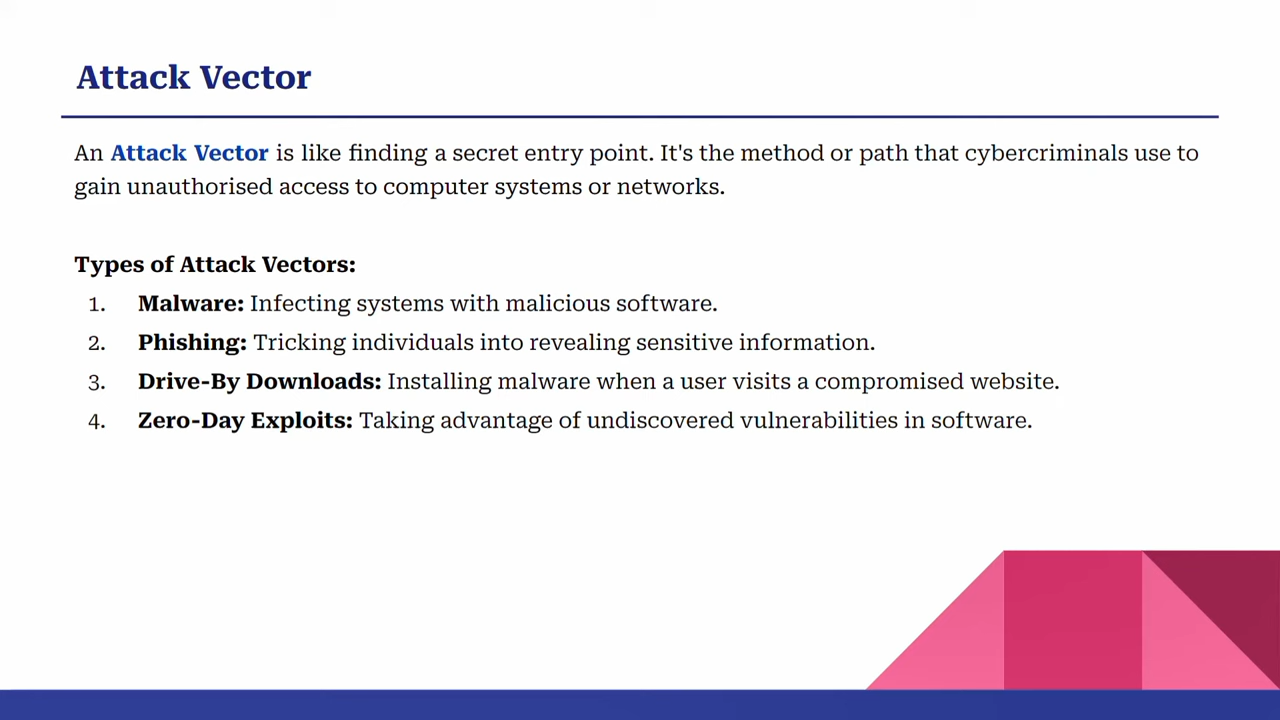 Attack Vector
An Attack Vector is like finding a secret entry point. It's the method or path that cybercriminals use to
gain unauthorised access to computer systems or networks.
Types of Attack Vectors:
1. Malware: Infecting systems with malicious software.
2. Phishing: Tricking individuals into revealing sensitive information.
3. Drive-By Downloads: Installing malware when a user visits a compromised website.
4. Zero-Day Exploits: Taking advantage of undiscovered vulnerabilities in software.